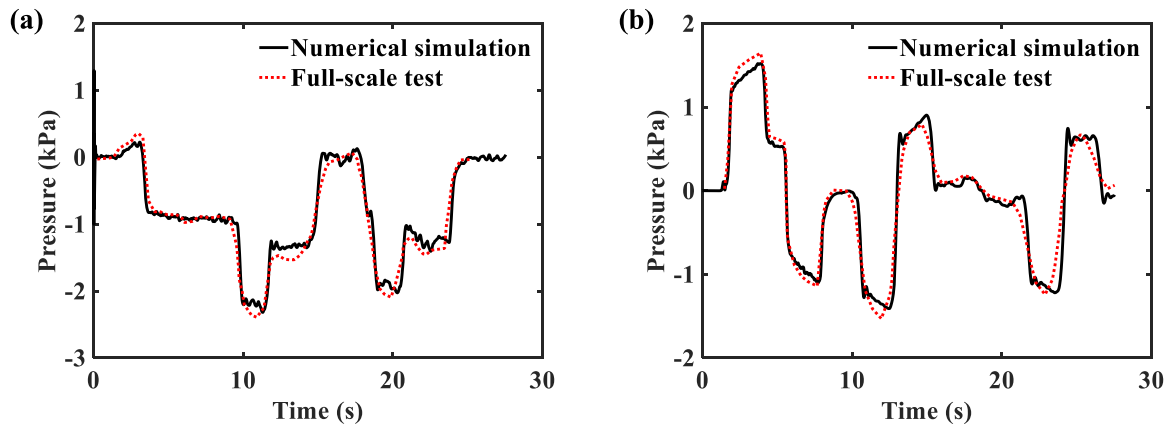 (a)
2
1
0
-1
-2
-3
Pressure (kPa)
Numerical simulation
Full-scale test
0
10
20
30
Time (s)
(b)
2
1
0
-1
-2
Pressure (kPa)
Numerical simulation
Full-scale test
0
10
20
30
Time (s)